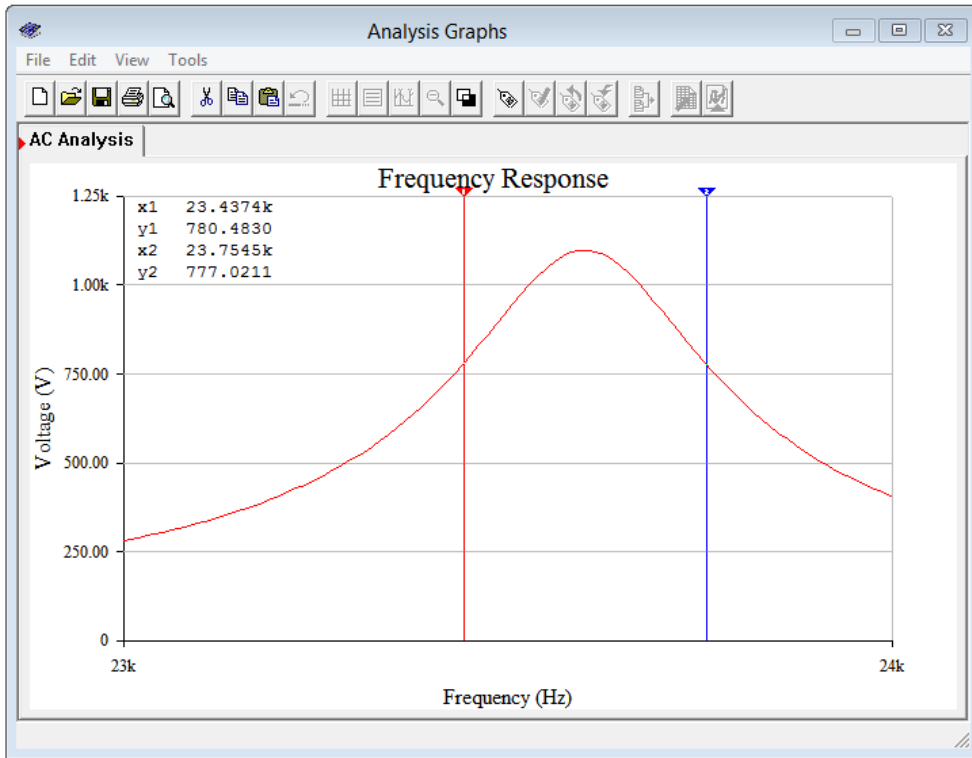 Analysis Graphs
File Edit View Tools
AC Analysis
Frequency Response
x1 23.4374k
y1 780.4830
x2 23.7545k
y2 777.0211
1 2
1.25k
1.00k
750.00
500.00
250.00
0
Voltage (V)
23k 24k
Frequency (Hz)